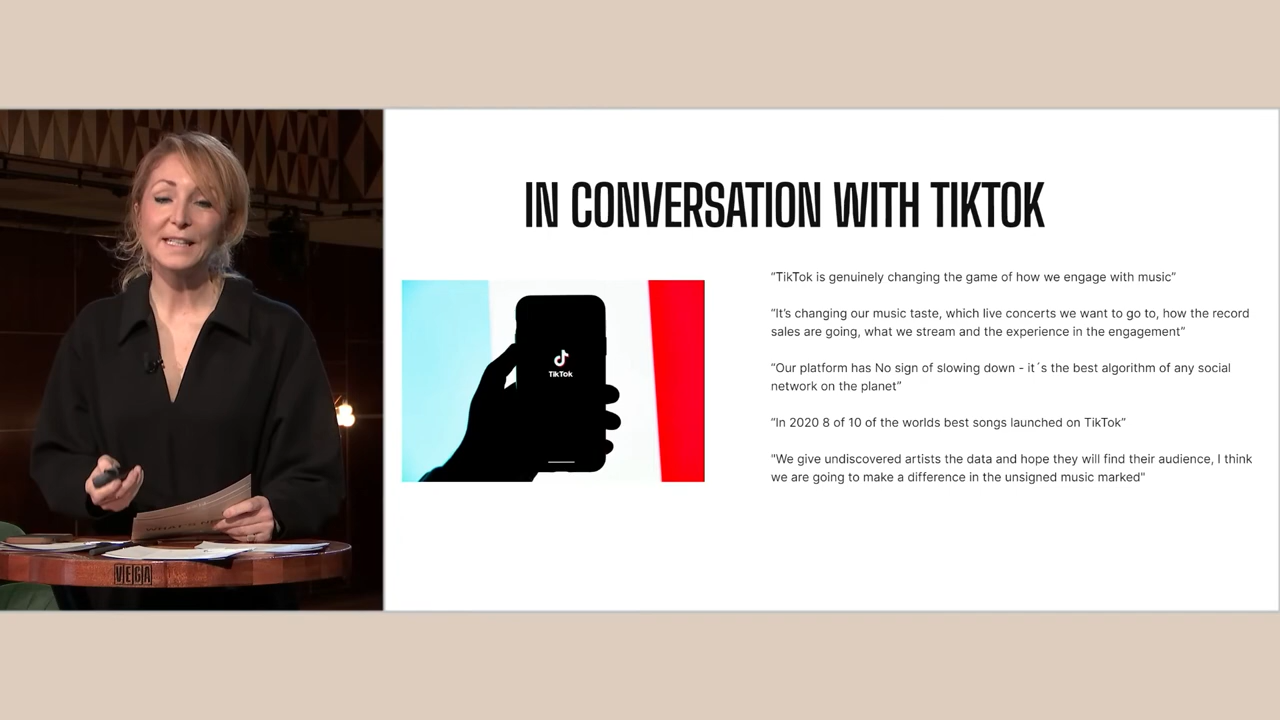 IN CONVERSATION WITH TIKTOK
“TikTok is genuinely changing the game of how we engage with music”
“It’s changing our music taste, which live concerts we want to go to, how the record
sales are going, what we stream and the experience in the engagement”
“Our platform has No sign of slowing down - it´s the best algorithm of any social
network on the planet”
“In 2020 8 of 10 of the worlds best songs launched on TikTok”
"We give undiscovered artists the data and hope they will find their audience, I think
we are going to make a difference in the unsigned music marked"
TikTok
VEGA